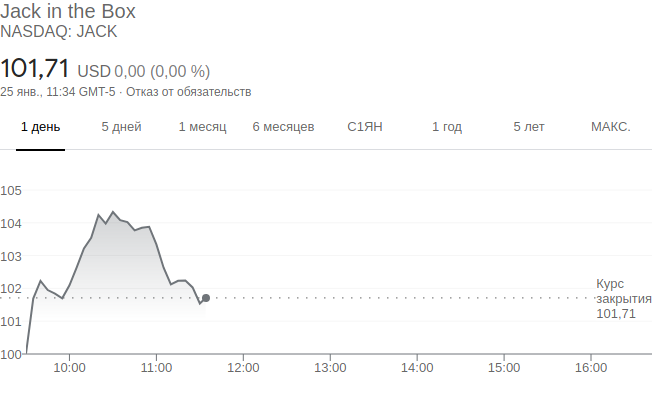 Jack in the Box
NASDAQ: JACK
101,71 USD 0,00 (0,00 %)
25 янв., 11:34 GMT-5 · Отказ от обязательств
1 день 5 дней 1 месяц 6 месяцев С1ЯН 1 год 5 лет МАКС.
105
104
103
102
101
100
Курс
закрытия
101,71
10:00 11:00 12:00 13:00 14:00 15:00 16:00